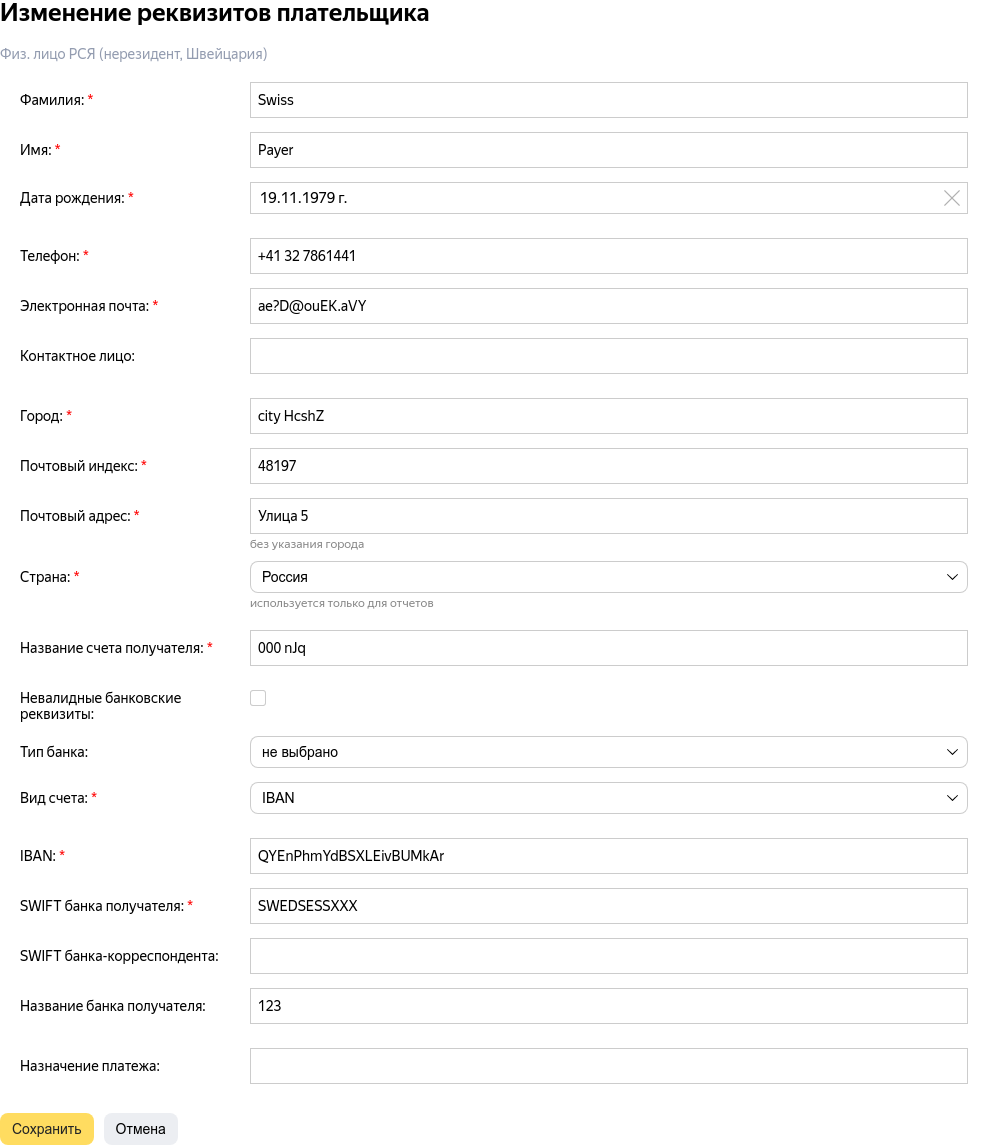 Изменение реквизитов плательщика
Физ. лицо РСЯ (нерезидент, Швейцария)
Фамилия: * Swiss
Имя: * Payer
Дата рождения: * 19.11.1979 г.
Телефон: * +41 32 7861441
Электронная почта: * ae?D@ouEK.aVY
Контактное лицо:
Город: * city HcshZ
Почтовый индекс: * 48197
Почтовый адрес: * Улица 5
без указания города
Страна: * Россия
используется только для отчетов
Название счета получателя: * 000 nJq
Невалидные банковские
реквизиты:
Тип банка: не выбрано
Вид счета: * IBAN
IBAN: * QYEnPhmYdBSXLEivBUMkAr
SWIFT банка получателя: * SWEDSESSXXX
SWIFT банка-корреспондента:
Название банка получателя: 123
Назначение платежа:
Сохранить Отмена